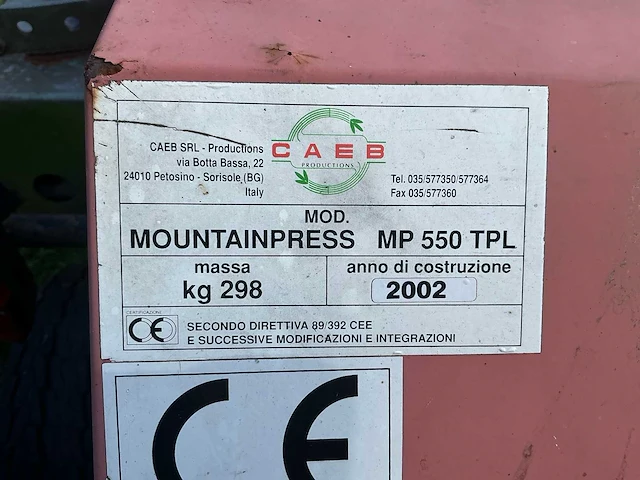 CAEB SRL - Productions
via Botta Bassa, 22
24010 Petosino - Sorisole (BG)
Italy
CAEB
PRODUCTIONS
Tel. 035/577350/577364
Fax 035/577360
MOD.
MOUNTAINPRESS MP 550 TPL
massa
kg 298
anno di costruzione
2002
CERTIFICAZIONE
CE
SECONDO DIRETTIVA 89/392 CEE
E SUCCESSIVE MODIFICAZIONI E INTEGRAZIONI
CE